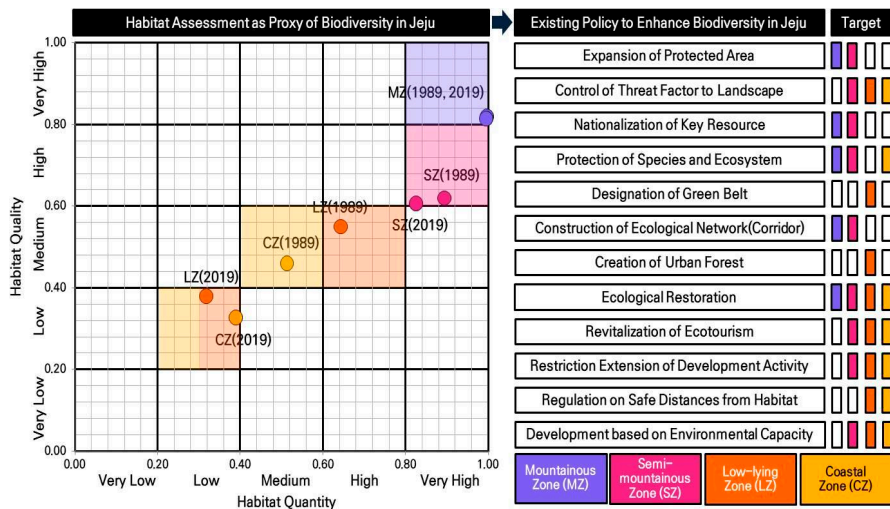 Habitat Assessment as Proxy of Biodiversity in Jeju
Existing Policy to Enhance Biodiversity in Jeju
Target
Habitat Quality
Very High
High
Medium
Low
Very Low
1.00
0.80
0.60
0.40
0.20
0.00
MZ(1989, 2019)
SZ(1989)
LZ(1989)
SZ(2019)
CZ(1989)
LZ(2019)
CZ(2019)
0.00
0.20
0.40
0.60
0.80
1.00
Very Low
Low
Medium
High
Very High
Habitat Quantity
Expansion of Protected Area
Control of Threat Factor to Landscape
Nationalization of Key Resource
Protection of Species and Ecosystem
Designation of Green Belt
Construction of Ecological Network(Corridor)
Creation of Urban Forest
Ecological Restoration
Revitalization of Ecotourism
Restriction Extension of Development Activity
Regulation on Safe Distances from Habitat
Development based on Environmental Capacity
Mountainous
Zone (MZ)
Semi-
mountainous
Zone (SZ)
Low-lying
Zone (LZ)
Coastal
Zone (CZ)